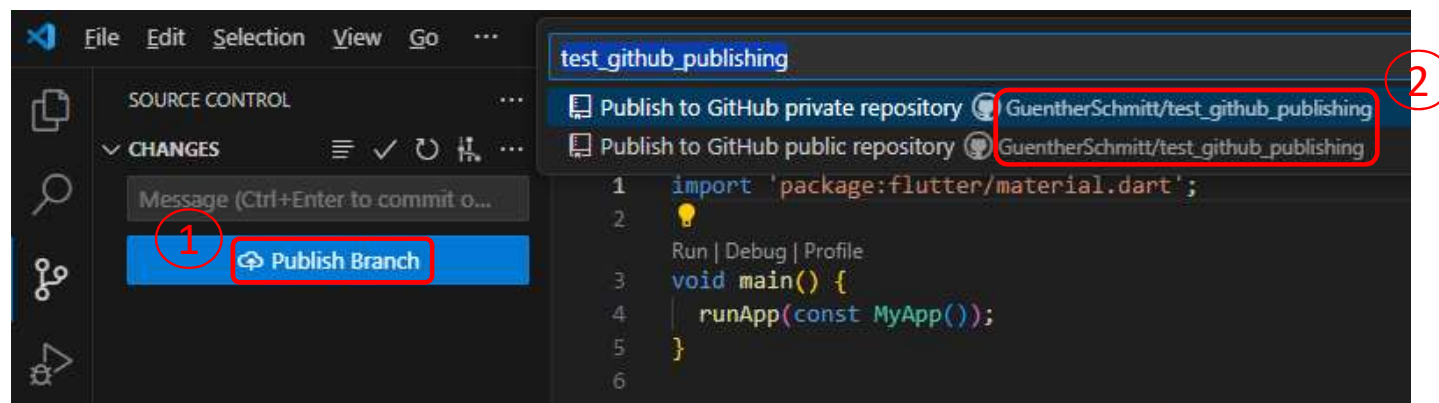 File Edit Selection View Go ...
test_github_publishing
2
SOURCE CONTROL ...
Publish to GitHub private repository GuentherSchmitt/test_github_publishing
CHANGES ...
Publish to GitHub public repository GuentherSchmitt/test_github_publishing
Message (Ctrl+Enter to commit o...
1
Publish Branch
1 import 'package:flutter/material.dart';
2
Run | Debug | Profile
3 void main() {
4 runApp(const MyApp());
5 }
6